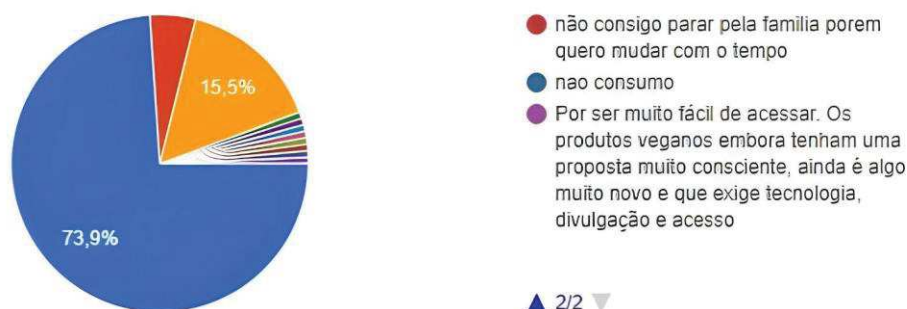 15,5%
73,9%
não consigo parar pela familia porem
quero mudar com o tempo
nao consumo
Por ser muito fácil de acessar. Os
produtos veganos embora tenham uma
proposta muito consciente, ainda é algo
muito novo e que exige tecnologia,
divulgação e acesso
2/2